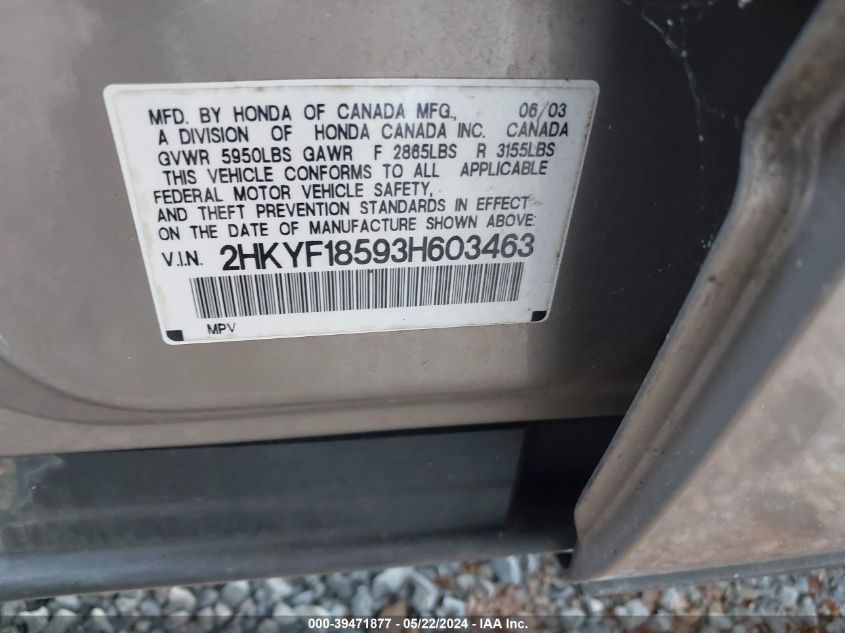 MFD. BY HONDA OF CANADA MFG., 06/03
A DIVISION OF HONDA CANADA INC. CANADA
GVWR 5950LBS GAWR F 2865LBS R 3155LBS
THIS VEHICLE CONFORMS TO ALL APPLICABLE
FEDERAL MOTOR VEHICLE SAFETY,
AND THEFT PREVENTION STANDARDS IN EFFECT
ON THE DATE OF MANUFACTURE SHOWN ABOVE.
V.I.N. 2HKYF18593H603463
MPV
000-39471877 - 05/22/2024 - IAA Inc.